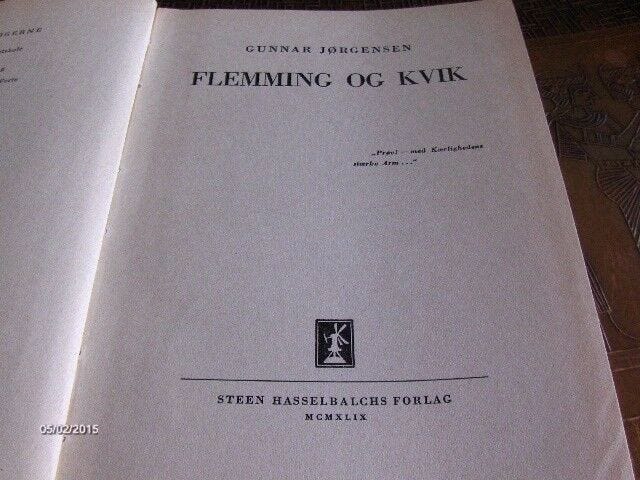 GUNNAR JØRGENSEN
FLEMMING OG KVIK
„Prøv! — med Kærlighedens
stærke Arm ..."
STEEN HASSELBALCHS FORLAG
MCMXLIX
05/02/2015